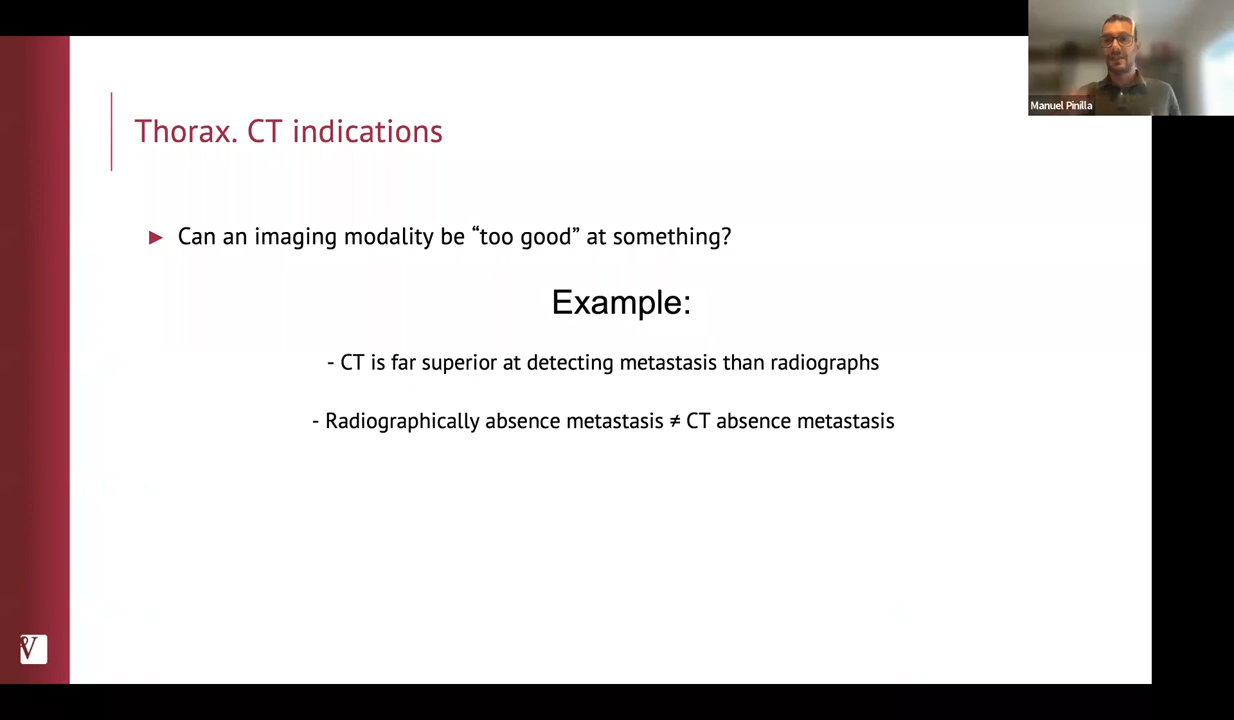 Manuel Pinilla
Thorax. CT indications
► Can an imaging modality be “too good” at something?
Example:
- CT is far superior at detecting metastasis than radiographs
- Radiographically absence metastasis ≠ CT absence metastasis
V